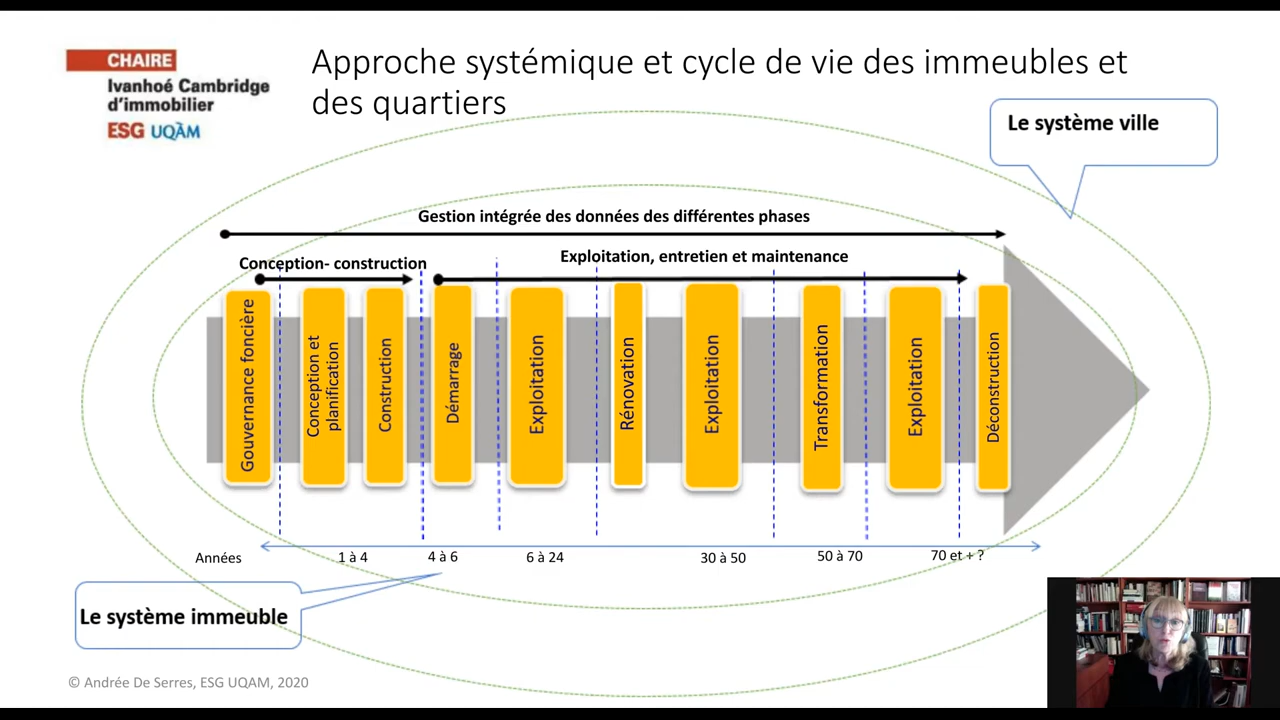 CHAIRE
Ivanhoé Cambridge
d'immobilier
ESG UQÀM
Approche systémique et cycle de vie des immeubles et
des quartiers
Le système ville
Gestion intégrée des données des différentes phases
Conception- construction
Exploitation, entretien et maintenance
Gouvernance foncière
Conception et
planification
Construction
Démarrage
Exploitation
Rénovation
Exploitation
Transformation
Exploitation
Déconstruction
Années
1 à 4
4 à 6
6 à 24
30 à 50
50 à 70
70 et + ?
Le système immeuble
© Andrée De Serres, ESG UQAM, 2020